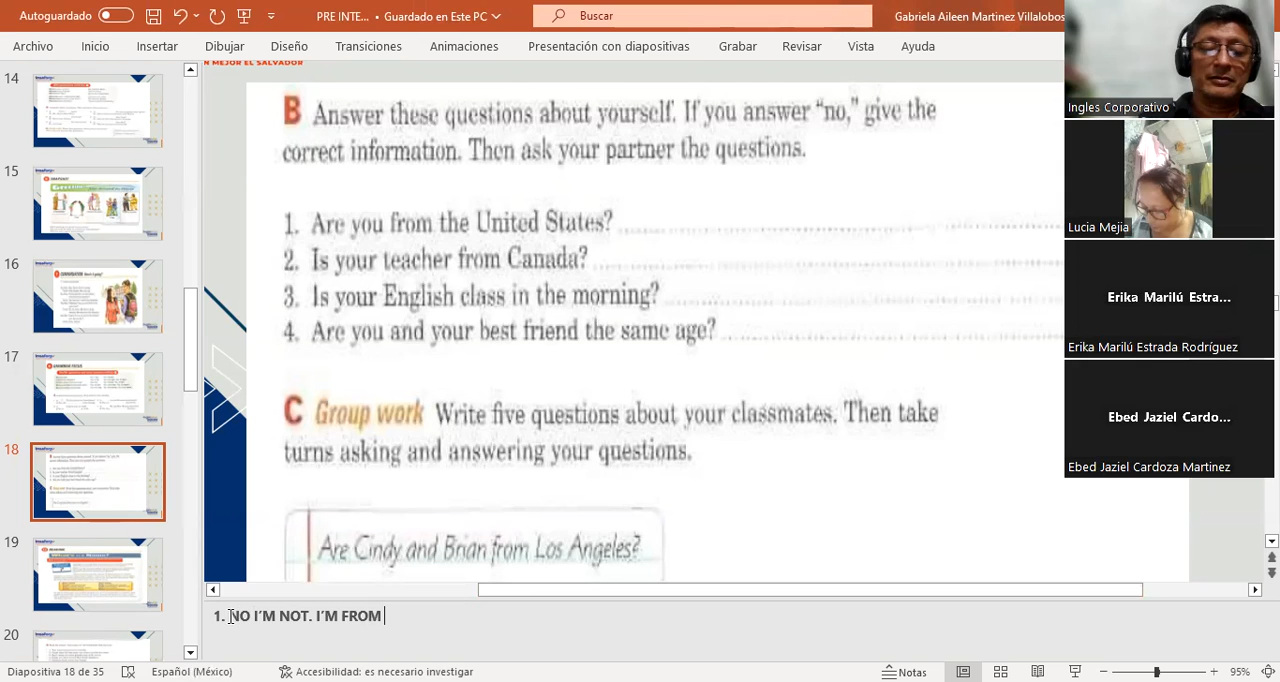 Autoguardado
PRE INTE... • Guardado en Este PC
Buscar
Gabriela Aileen Martinez Villalobos
Archivo Inicio Insertar Dibujar Diseño Transiciones Animaciones Presentación con diapositivas Grabar Revisar Vista Ayuda
N MEJOR EL SALVADOR
14
15
16
17
18
19
20
B Answer these questions about yourself. If you answer “no,” give the
correct information. Then ask your partner the questions.
1. Are you from the United States?
2. Is your teacher from Canada?
3. Is your English class in the morning?
4. Are you and your best friend the same age?
C Group work Write five questions about your classmates. Then take
turns asking and answering your questions.
Are Cindy and Brian from Los Angeles?
1. NO I’M NOT. I’M FROM
Ingles Corporativo
Lucia Mejia
Erika Marilú Estra...
Erika Marilú Estrada Rodríguez
Ebed Jaziel Cardo...
Ebed Jaziel Cardoza Martinez
Diapositiva 18 de 35 Español (México) Accesibilidad: es necesario investigar Notas 95%